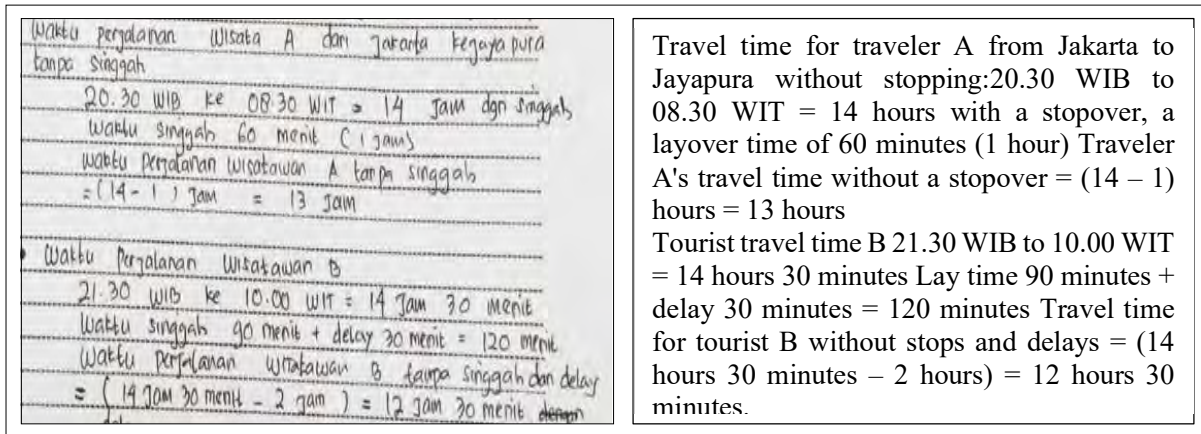 Waktu perjalanan wisata A dari Jakarta kejayapura
tanpa singgah
20.30 WIB ke 08.30 WIT = 14 Jam dgn singgah
Waktu singgah 60 menit (1 jam)
Waktu perjalanan wisatawan A tanpa singgah
= (14 - 1) Jam = 13 Jam
• Waktu Perjalanan Wisatawan B
21.30 WIB ke 10.00 WIT = 14 Jam 30 Menit
Waktu singgah 90 menit + delay 30 menit = 120 menit
Waktu perjalanan wisatawan B tanpa singgah dan delay
= (14 Jam 30 menit - 2 jam) = 12 Jam 30 menit
Travel time for traveler A from Jakarta to
Jayapura without stopping:20.30 WIB to
08.30 WIT = 14 hours with a stopover, a
layover time of 60 minutes (1 hour) Traveler
A's travel time without a stopover = (14 – 1)
hours = 13 hours
Tourist travel time B 21.30 WIB to 10.00 WIT
= 14 hours 30 minutes Lay time 90 minutes +
delay 30 minutes = 120 minutes Travel time
for tourist B without stops and delays = (14
hours 30 minutes – 2 hours) = 12 hours 30
minutes.